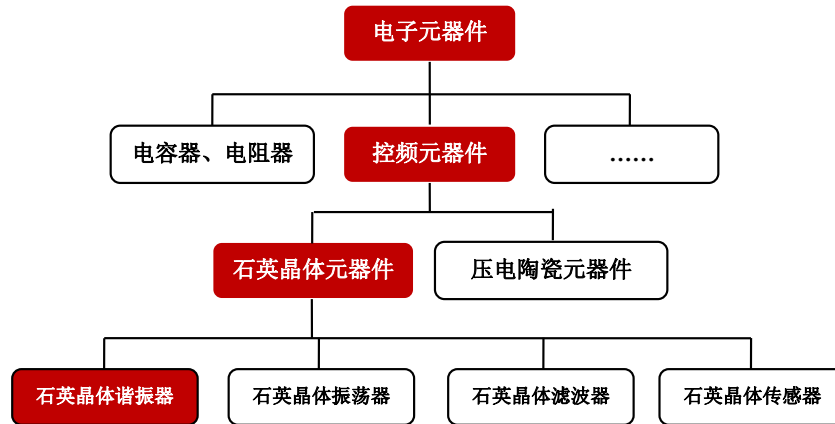 电子元器件
电容器、电阻器
控频元器件
……
石英晶体元器件
压电陶瓷元器件
石英晶体谐振器
石英晶体振荡器
石英晶体滤波器
石英晶体传感器